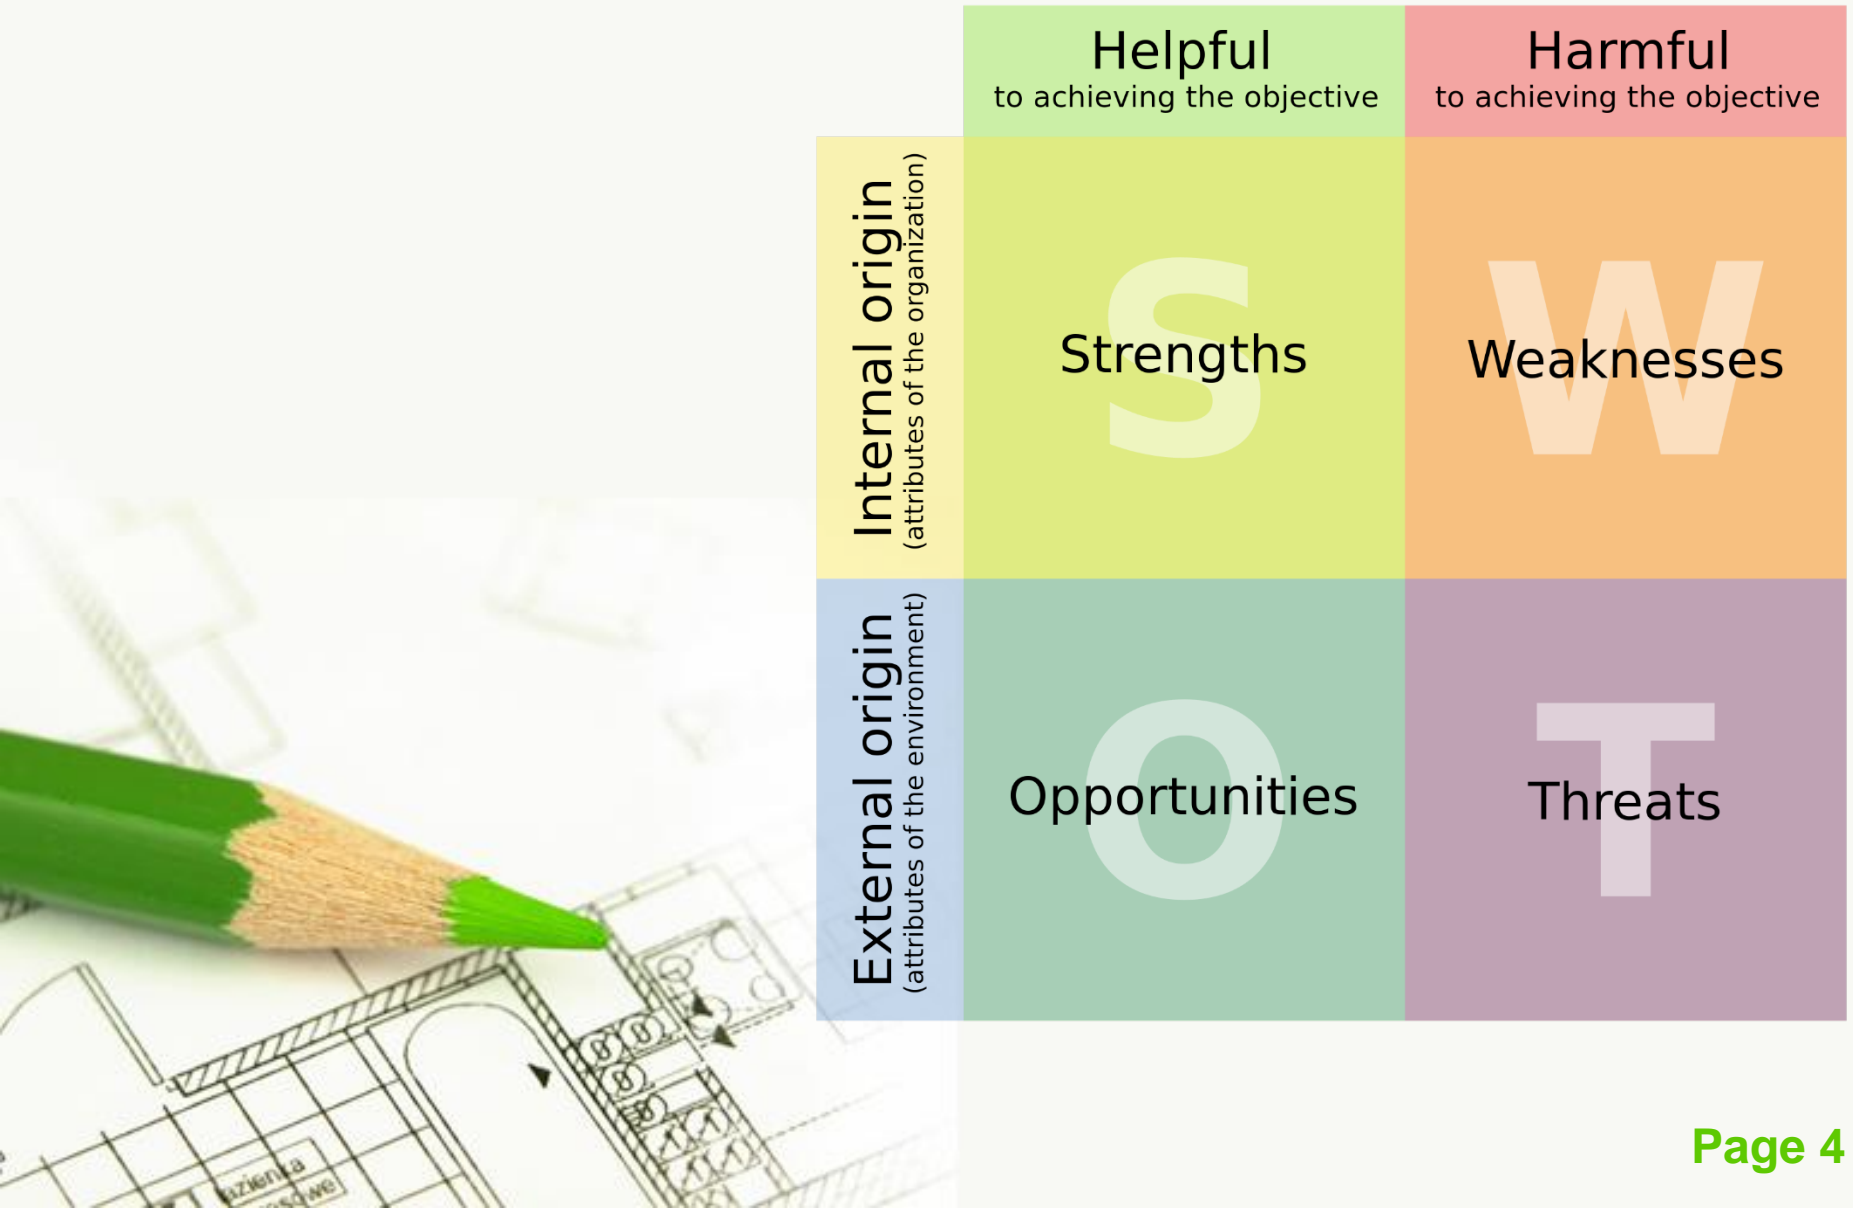 Helpful
to achieving the objective
Harmful
to achieving the objective
Internal origin
(attributes of the organization)
S
Strengths
W
Weaknesses
External origin
(attributes of the environment)
O
Opportunities
T
Threats
Page 4